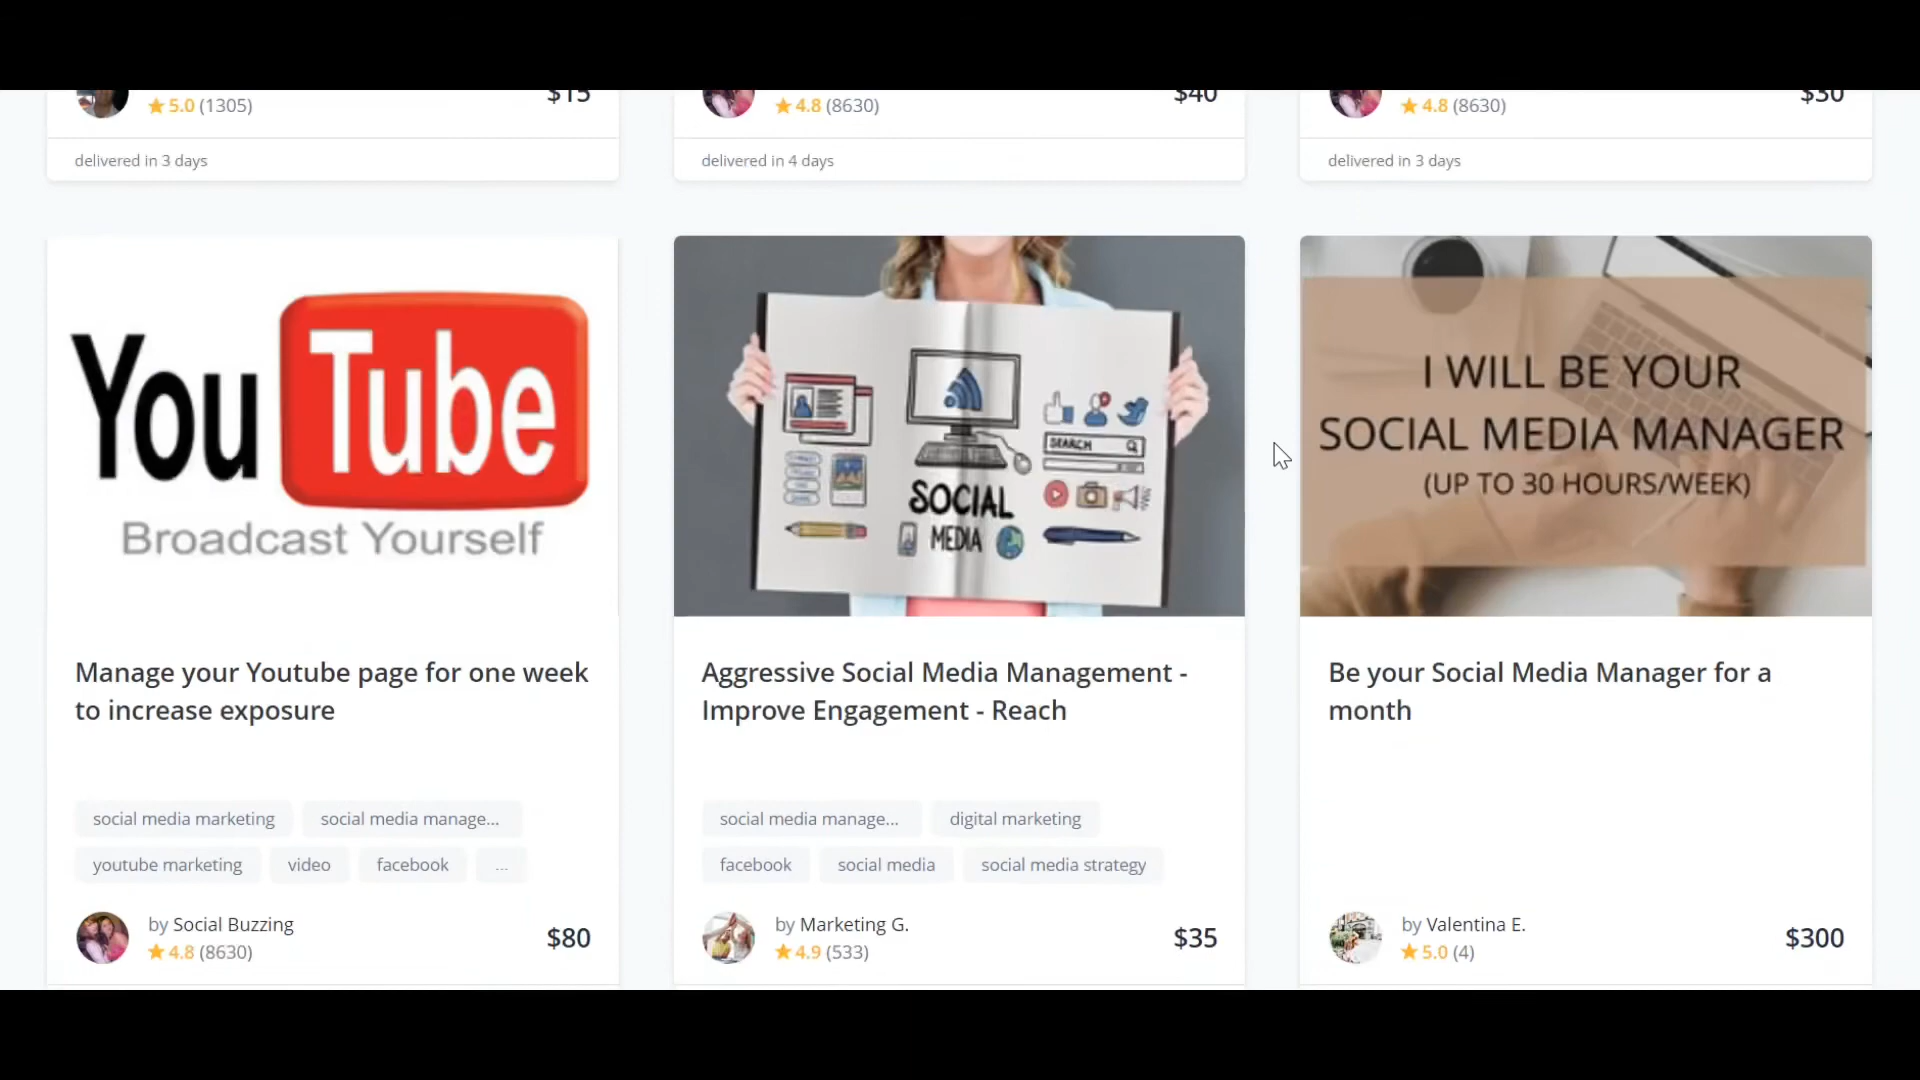 5.0 (1305)
$15
4.8 (8630)
$40
4.8 (8630)
$30
delivered in 3 days
delivered in 4 days
delivered in 3 days
YouTube
Broadcast Yourself
SEARCH
SOCIAL
MEDIA
I WILL BE YOUR
SOCIAL MEDIA MANAGER
(UP TO 30 HOURS/WEEK)
Manage your Youtube page for one week
to increase exposure
Aggressive Social Media Management -
Improve Engagement - Reach
Be your Social Media Manager for a
month
social media marketing
social media manage...
youtube marketing
video
facebook
...
social media manage...
digital marketing
facebook
social media
social media strategy
by Social Buzzing
4.8 (8630)
$80
by Marketing G.
4.9 (533)
$35
by Valentina E.
5.0 (4)
$300